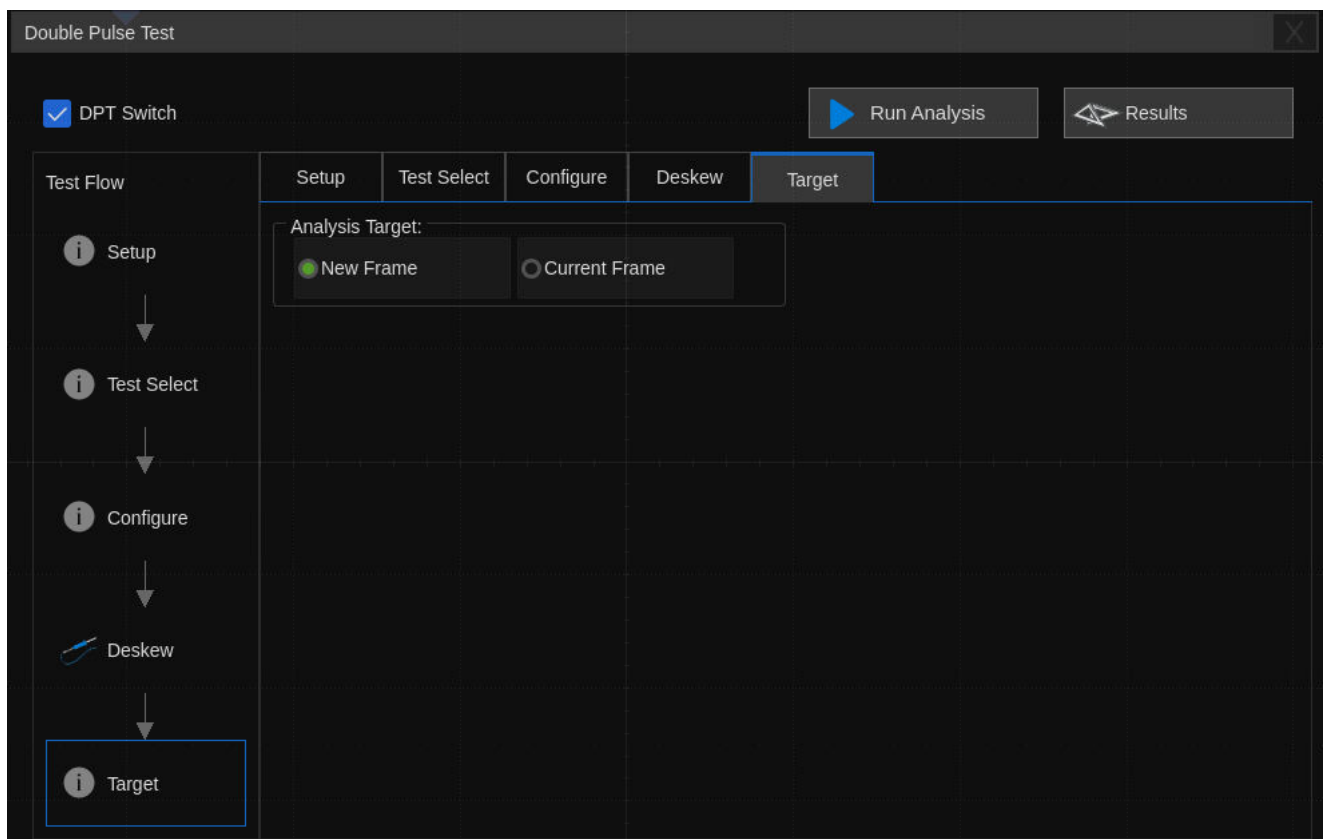 Double Pulse Test
X
DPT Switch
Run Analysis
Results
Test Flow
Setup
Test Select
Configure
Deskew
Target
Analysis Target:
New Frame
Current Frame
i Setup
i Test Select
i Configure
Deskew
i Target